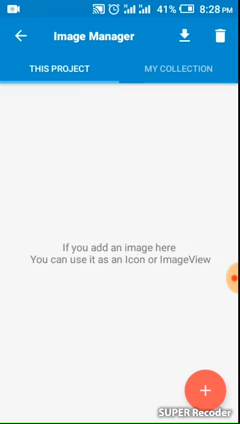 41% 8:28 PM
Image Manager
THIS PROJECT MY COLLECTION
If you add an image here
You can use it as an Icon or ImageView
SUPER Recoder